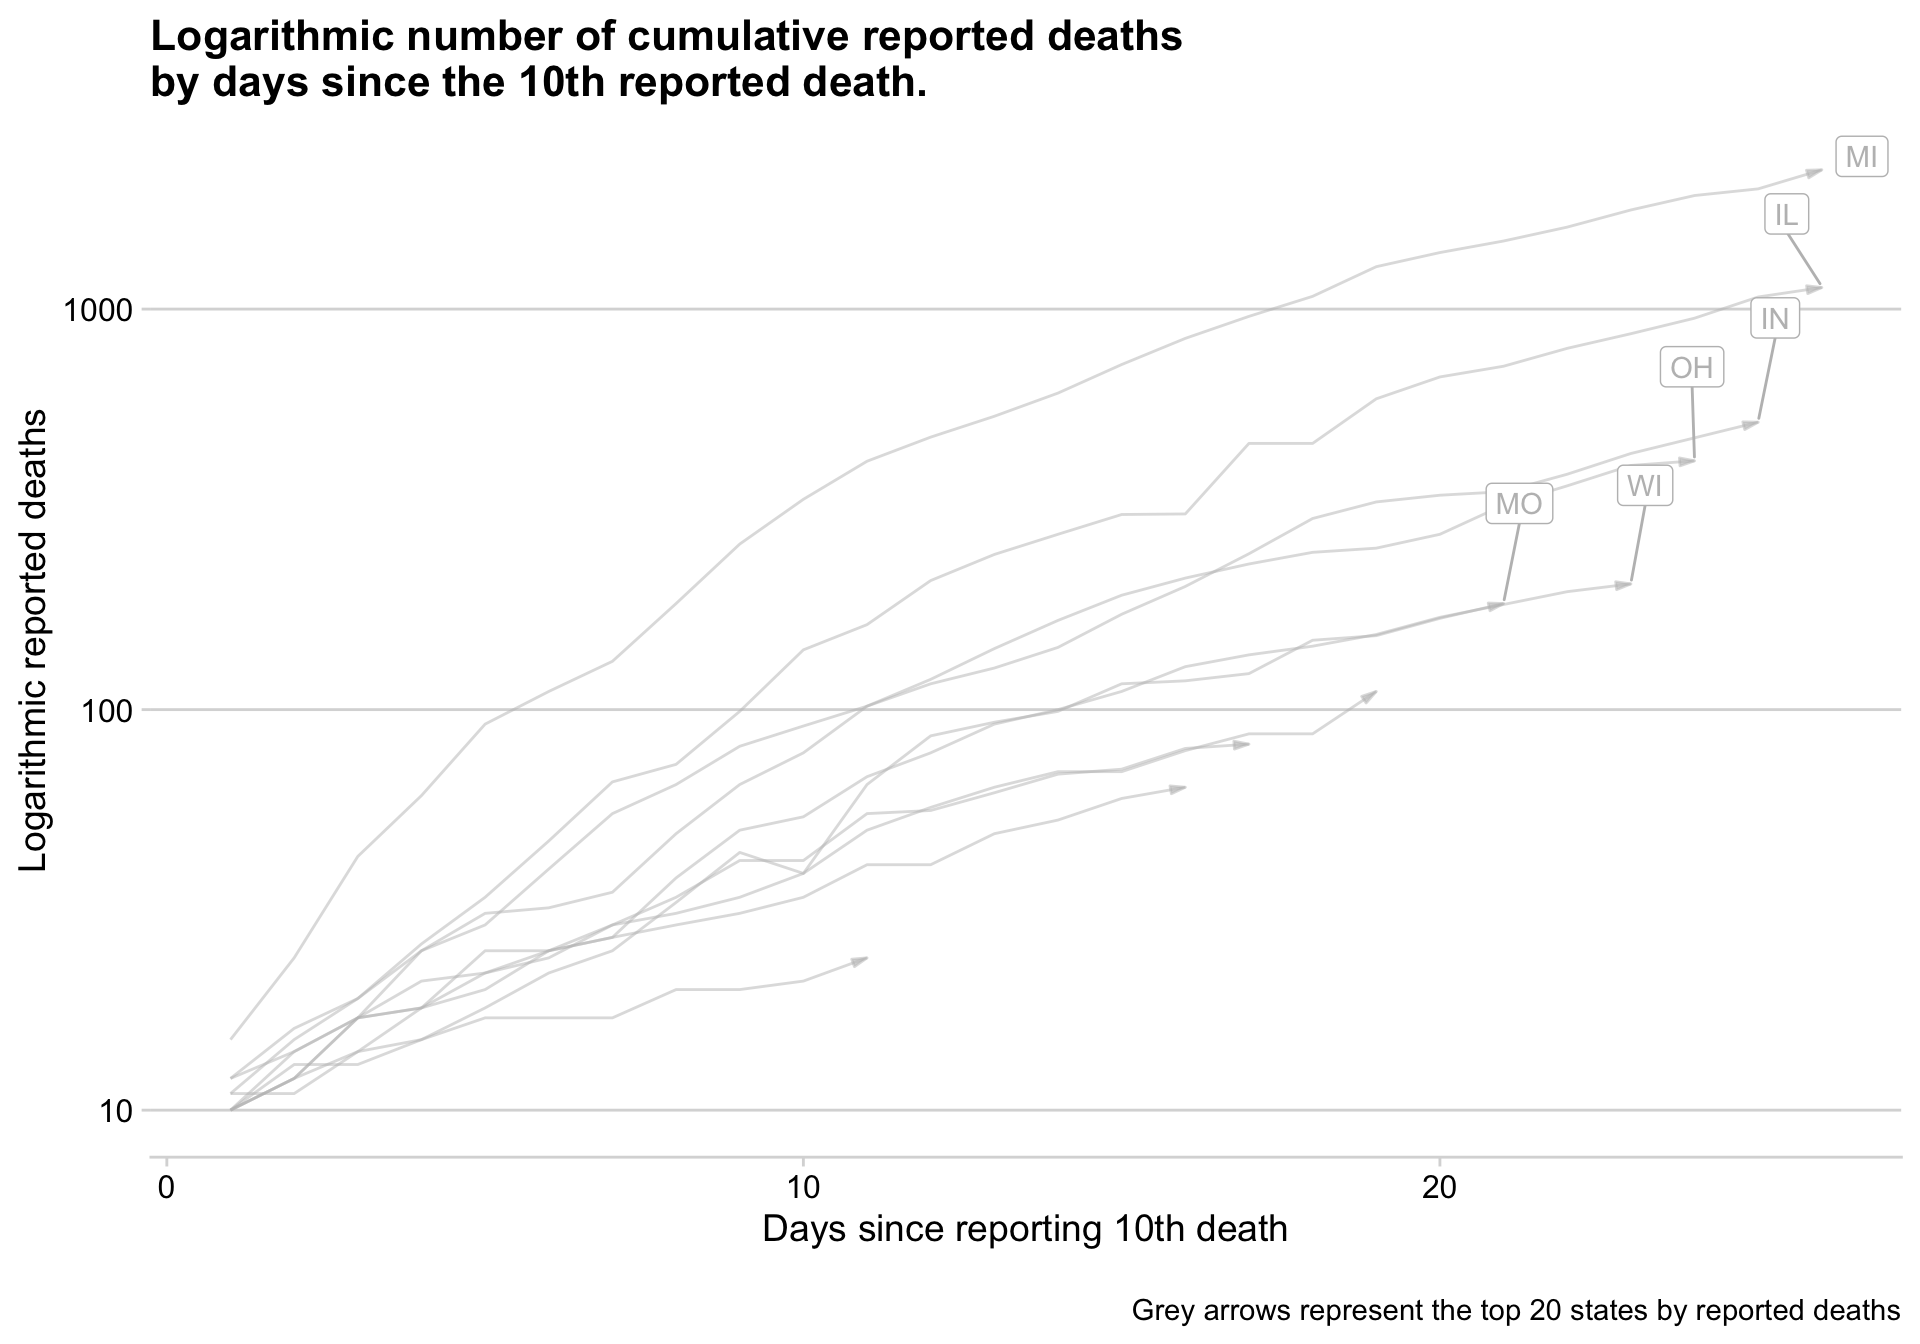 Logarithmic number of cumulative reported deaths
by days since the 10th reported death.
MI
IL
1000
IN
OH
WI
MO
Logarithmic reported deaths
100
10
0 10 20
Days since reporting 10th death
Grey arrows represent the top 20 states by reported deaths